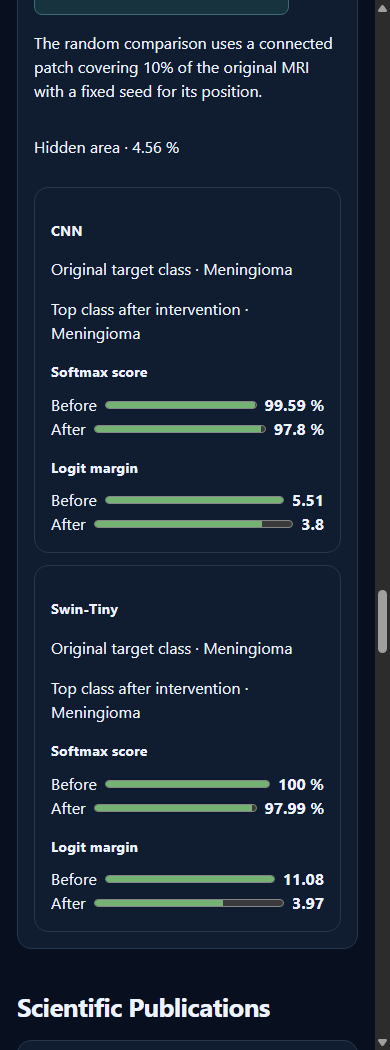 The random comparison uses a connected
patch covering 10% of the original MRI
with a fixed seed for its position.
Hidden area · 4.56 %
CNN
Original target class · Meningioma
Top class after intervention ·
Meningioma
Softmax score
Before 99.59 %
After 97.8 %
Logit margin
Before 5.51
After 3.8
Swin-Tiny
Original target class · Meningioma
Top class after intervention ·
Meningioma
Softmax score
Before 100 %
After 97.99 %
Logit margin
Before 11.08
After 3.97
Scientific Publications